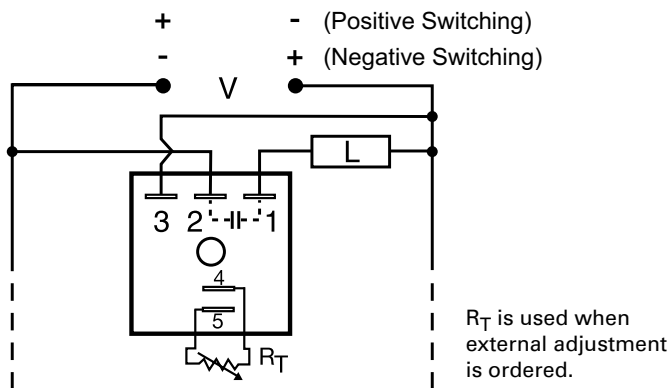 + - (Positive Switching)
- + (Negative Switching)
V
L
3 2 1
4
5
RT
RT is used when
external adjustment
is ordered.